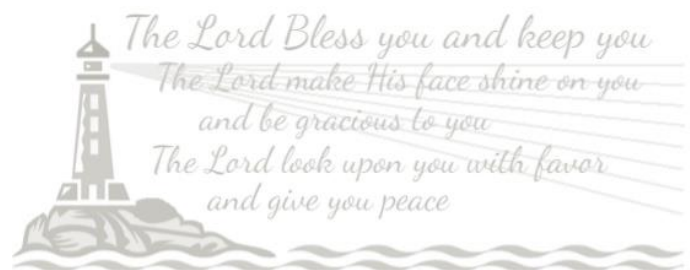 The Lord Bless you and keep you
The Lord make His face shine on you
and be gracious to you
The Lord look upon you with favor
and give you peace